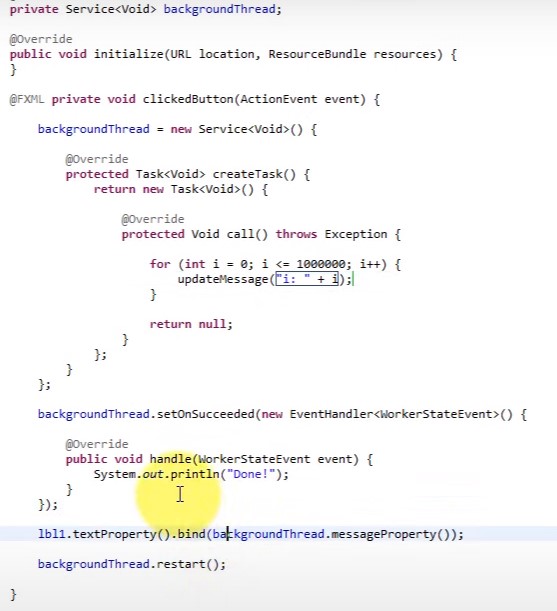 private Service<Void> backgroundThread;
@Override
public void initialize(URL location, ResourceBundle resources) {
}
@FXML private void clickedButton(ActionEvent event) {
backgroundThread = new Service<Void>() {
@Override
protected Task<Void> createTask() {
return new Task<Void>() {
@Override
protected Void call() throws Exception {
for (int i = 0; i <= 1000000; i++) {
updateMessage("i: " + i);
}
return null;
}
};
}
};
backgroundThread.setOnSucceeded(new EventHandler<WorkerStateEvent>() {
@Override
public void handle(WorkerStateEvent event) {
System.out.println("Done!");
}
});
lbl1.textProperty().bind(backgroundThread.messageProperty());
backgroundThread.restart();
}